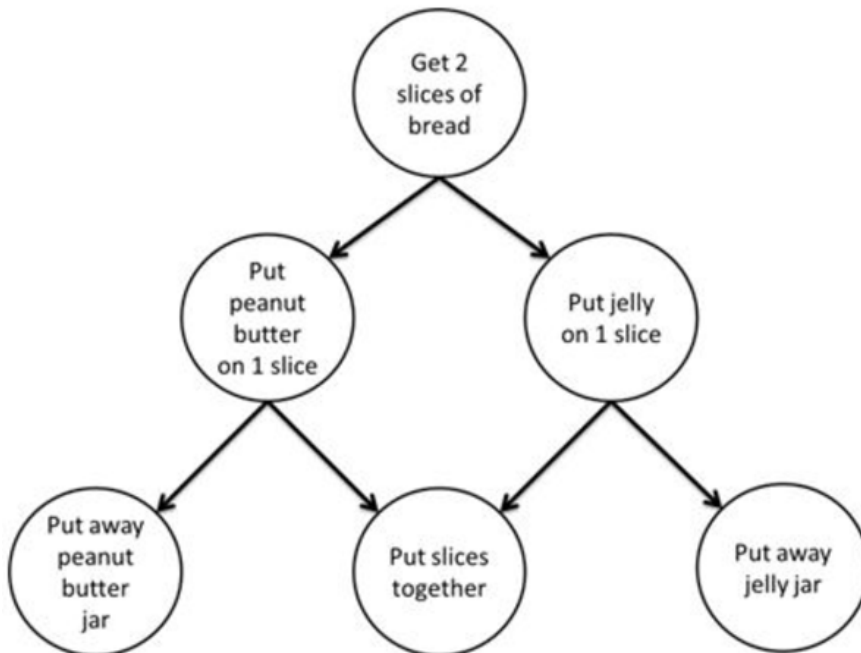 Get 2
slices of
bread
Put
peanut
butter
on 1 slice
Put jelly
on 1 slice
Put away
peanut
butter
jar
Put slices
together
Put away
jelly jar